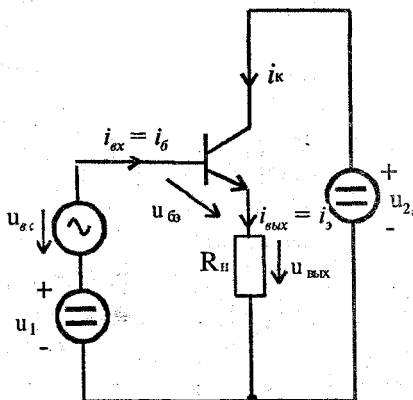 iк
iвх = iб
+
u2
-
uбэ
iвых = iэ
uвс
Rн
uвых
+
u1
-